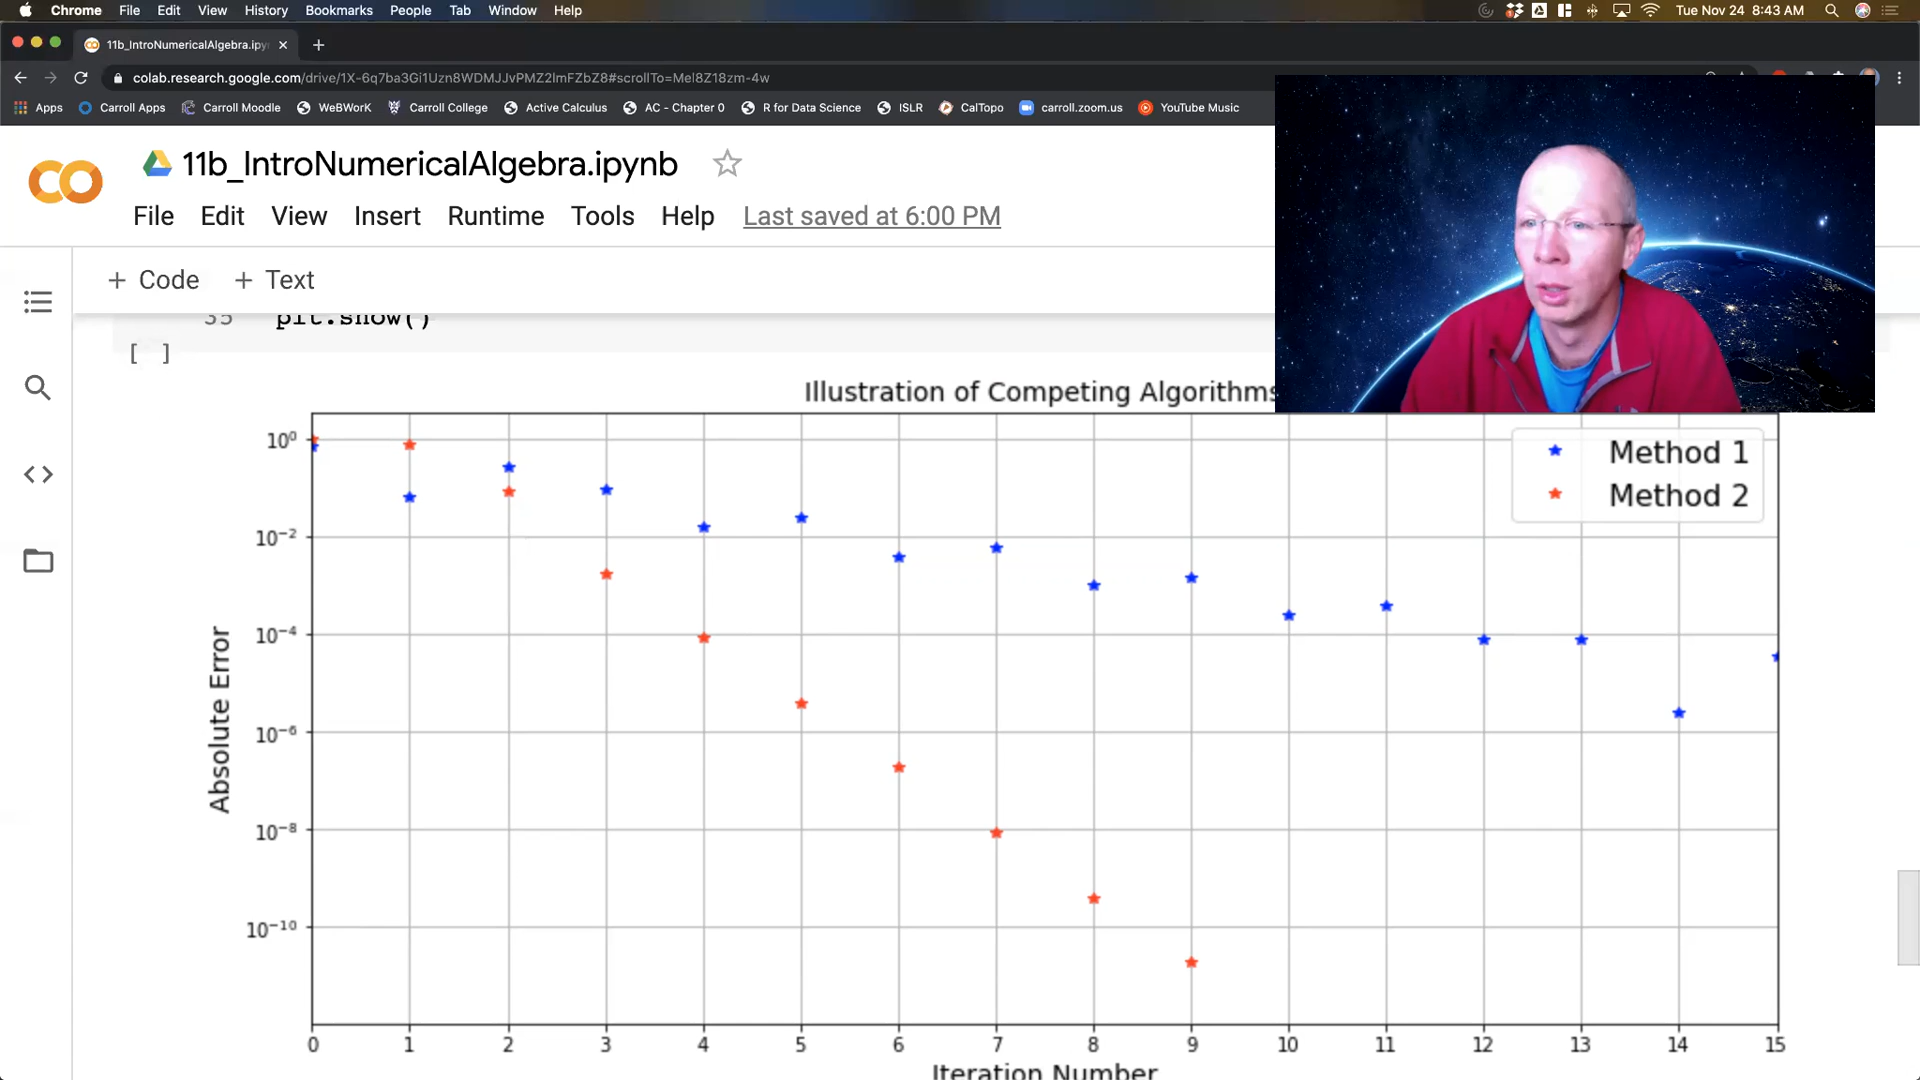 Chrome File Edit View History Bookmarks People Tab Window Help Tue Nov 24 8:43 AM
11b_IntroNumericalAlgebra.ipy
colab.research.google.com/drive/1X-6q7ba3Gi1Uzn8WDMJJvPMZ2lmFZbZ8#scrollTo=Mel8Z18zm-4w
Apps Carroll Apps Carroll Moodle WeBWorK Carroll College Active Calculus AC - Chapter 0 R for Data Science ISLR CalTopo carroll.zoom.us YouTube Music
11b_IntroNumericalAlgebra.ipynb
File Edit View Insert Runtime Tools Help Last saved at 6:00 PM
+ Code + Text
35 plt.show()
[ ]
Illustration of Competing Algorithms
Method 1
Method 2
10⁰
10⁻²
10⁻⁴
10⁻⁶
10⁻⁸
10⁻¹⁰
Absolute Error
0 1 2 3 4 5 6 7 8 9 10 11 12 13 14 15
Iteration Number